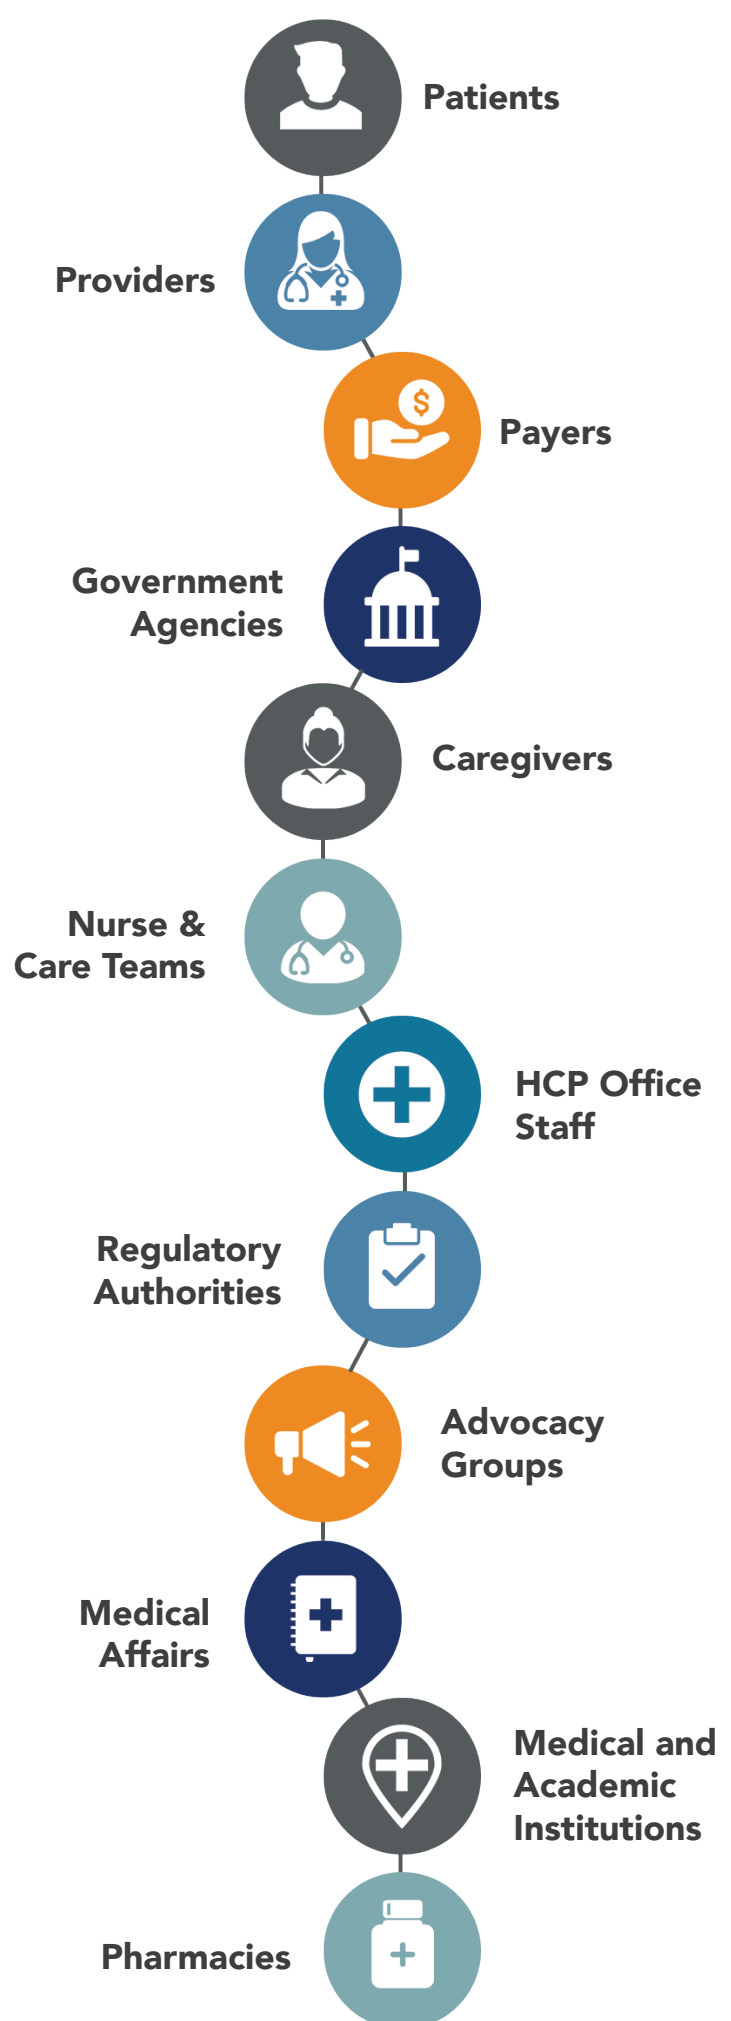 Patients
Providers
$
Payers
Government
Agencies
Caregivers
Nurse &
Care Teams
HCP Office
Staff
Regulatory
Authorities
Advocacy
Groups
Medical
Affairs
Medical and
Academic
Institutions
Pharmacies